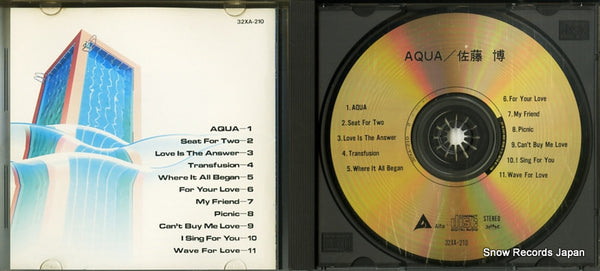 32XA-210
AQUA—1
Seat For Two—2
Love Is The Answer—3
Transfusion—4
Where It All Began—5
For Your Love—6
My Friend—7
Picnic—8
Can't Buy Me Love—9
I Sing For You—10
Wave For Love—11
AQUA／佐藤 博
1.AQUA
2.Seat For Two
3.Love Is The Answer
4.Transfusion
5.Where It All Began
6.For Your Love
7.My Friend
8.Picnic
9.Can't Buy Me Love
10.I Sing For You
11.Wave For Love
Alfa
COMPACT disc DIGITAL AUDIO
STEREO
32XA-210
Snow Records Japan